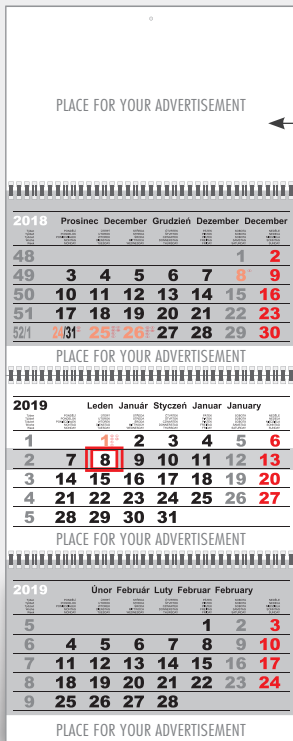 PLACE FOR YOUR ADVERTISEMENT
2018 Prosinec December Grudzień Dezember December
48 1 2
49 3 4 5 6 7 8 9
50 10 11 12 13 14 15 16
51 17 18 19 20 21 22 23
52/1 24/31 25 26 27 28 29 30
PLACE FOR YOUR ADVERTISEMENT
2019 Leden Január Styczeń Januar January
1 1 2 3 4 5 6
2 7 8 9 10 11 12 13
3 14 15 16 17 18 19 20
4 21 22 23 24 25 26 27
5 28 29 30 31
PLACE FOR YOUR ADVERTISEMENT
2019 Únor Február Luty Februar February
5 1 2 3
6 4 5 6 7 8 9 10
7 11 12 13 14 15 16 17
8 18 19 20 21 22 23 24
9 25 26 27 28
PLACE FOR YOUR ADVERTISEMENT